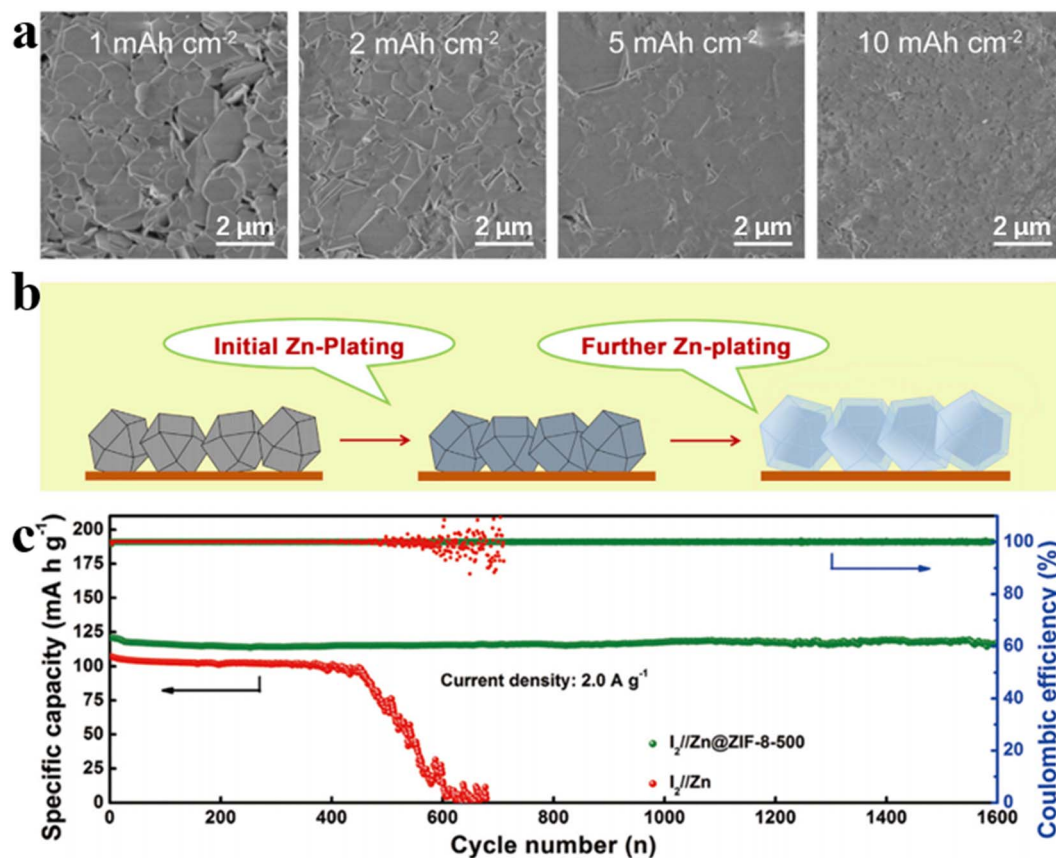 a
1 mAh cm⁻²
2 mAh cm⁻²
5 mAh cm⁻²
10 mAh cm⁻²
2 μm
2 μm
2 μm
2 μm
b
Initial Zn-Plating
Further Zn-plating
c
Specific capacity (mA h g⁻¹)
200
175
150
125
100
75
50
25
0
Current density: 2.0 A g⁻¹
I₂//Zn@ZIF-8-500
I₂//Zn
100
80
60
40
20
0
Coulombic efficiency (%)
0
200
400
600
800
1000
1200
1400
1600
Cycle number (n)